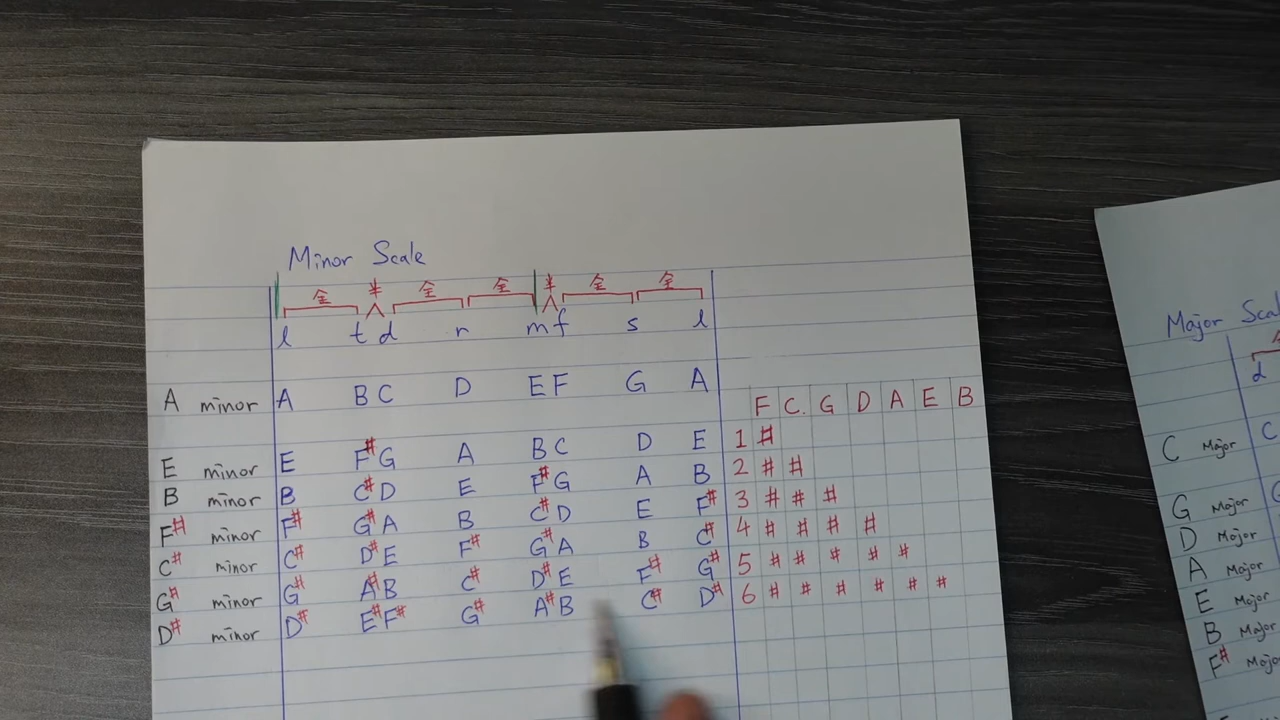 Minor Scale
全 半 全 全 半 全 全
l t d r m f s l
A minor A B C D E F G A
F C. G D A E B
E minor E F# G A B C D E 1 #
B minor B C# D E F# G A B 2 # #
F# minor F# G# A B C# D E F# 3 # # #
C# minor C# D# E F# G# A B C# 4 # # # #
G# minor G# A# B C# D# E F# G# 5 # # # # #
D# minor D# E# F# G# A# B C# D# 6 # # # # # #
Major Sca
d
C Major C
G Major
D Major
A Major
E Major
B Major
F# Major